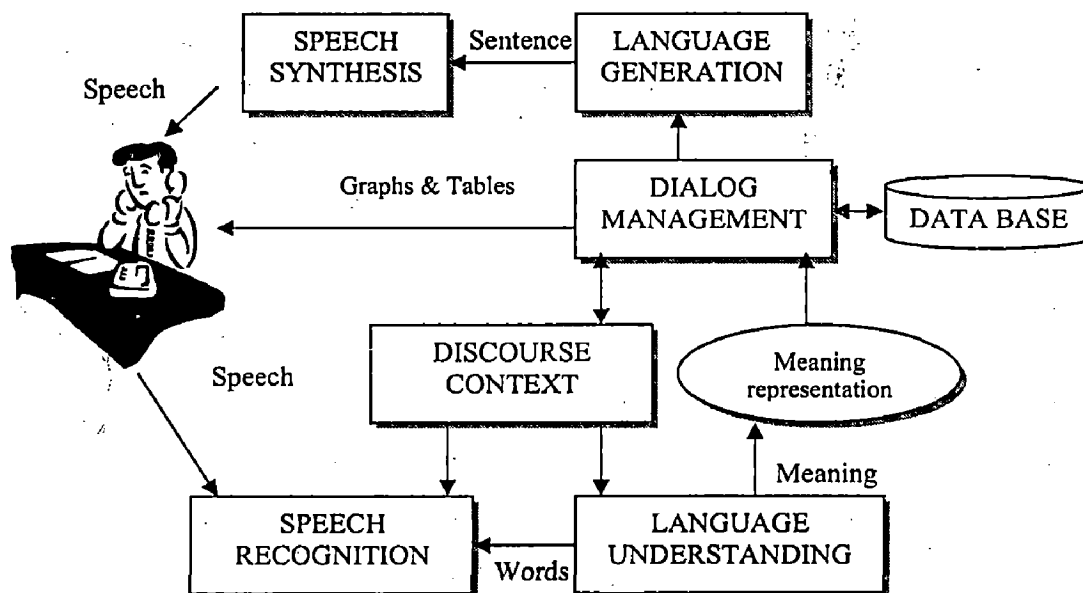 SPEECH
SYNTHESIS
Sentence
LANGUAGE
GENERATION
Speech
Graphs & Tables
DIALOG
MANAGEMENT
DATA BASE
DISCOURSE
CONTEXT
Meaning
representation
Speech
Meaning
SPEECH
RECOGNITION
Words
LANGUAGE
UNDERSTANDING